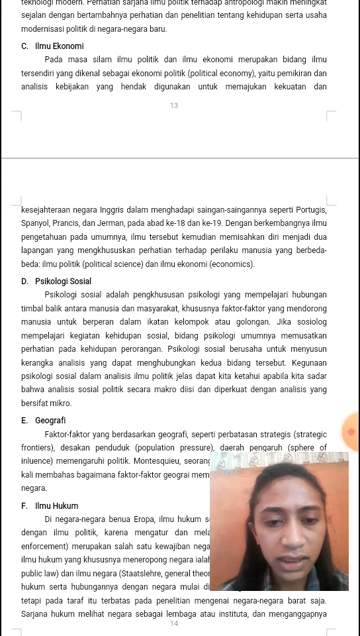 teknologi modern. Perhatian sarjana ilmu politik terhadap antropologi makin meningkat
sejalan dengan bertambahnya perhatian dan penelitian tentang kehidupan serta usaha
modernisasi politik di negara-negara baru.
C. Ilmu Ekonomi
Pada masa silam ilmu politik dan ilmu ekonomi merupakan bidang ilmu
tersendiri yang dikenal sebagai ekonomi politik (political economy), yaitu pemikiran dan
analisis kebijakan yang hendak digunakan untuk memajukan kekuatan dan
13
kesejahteraan negara Inggris dalam menghadapi saingan-saingannya seperti Portugis,
Spanyol, Prancis, dan Jerman, pada abad ke-18 dan ke-19. Dengan berkembangnya ilmu
pengetahuan pada umumnya, ilmu tersebut kemudian memisahkan diri menjadi dua
lapangan yang mengkhususkan perhatian terhadap perilaku manusia yang berbeda-
beda: ilmu politik (political science) dan ilmu ekonomi (economics).
D. Psikologi Sosial
Psikologi sosial adalah pengkhususan psikologi yang mempelajari hubungan
timbal balik antara manusia dan masyarakat, khususnya faktor-faktor yang mendorong
manusia untuk berperan dalam ikatan kelompok atau golongan. Jika sosiolog
mempelajari kegiatan kehidupan sosial, bidang psikologi umumnya memusatkan
perhatian pada kehidupan perorangan. Psikologi sosial berusaha untuk menyusun
kerangka analisis yang dapat menghubungkan kedua bidang tersebut. Kegunaan
psikologi sosial dalam analisis ilmu politik jelas dapat kita ketahui apabila kita sadar
bahwa analisis sosial politik secara makro diisi dan diperkuat dengan analisis yang
bersifat mikro.
E. Geografi
Faktor-faktor yang berdasarkan geografi, seperti perbatasan strategis (strategic
frontiers), desakan penduduk (population pressure), daerah pengaruh (sphere of
inluence) memengaruhi politik. Montesquieu, seorang
kali membahas bagaimana faktor-faktor geograi mem
negara.
F. Ilmu Hukum
Di negara-negara benua Eropa, ilmu hukum s
dengan ilmu politik, karena mengatur dan mela
enforcement) merupakan salah satu kewajiban nega
ilmu hukum yang khususnya meneropong negara ialah
public law) dan ilmu negara (Staatslehre, general theor
hukum serta hubungannya dengan negara mulai di
tetapi pada taraf itu terbatas pada penelitian mengenai negara-negara barat saja.
Sarjana hukum melihat negara sebagai lembaga atau instituta, dan menganggapnya
14